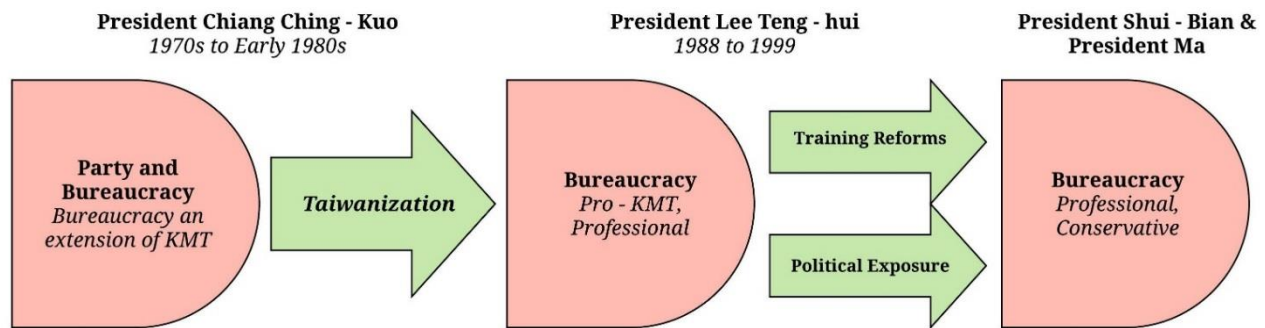 President Chiang Ching - Kuo
1970s to Early 1980s
President Lee Teng - hui
1988 to 1999
President Shui - Bian &
President Ma
Party and
Bureaucracy
Bureaucracy an
extension of KMT
Taiwanization
Bureaucracy
Pro - KMT,
Professional
Training Reforms
Political Exposure
Bureaucracy
Professional,
Conservative